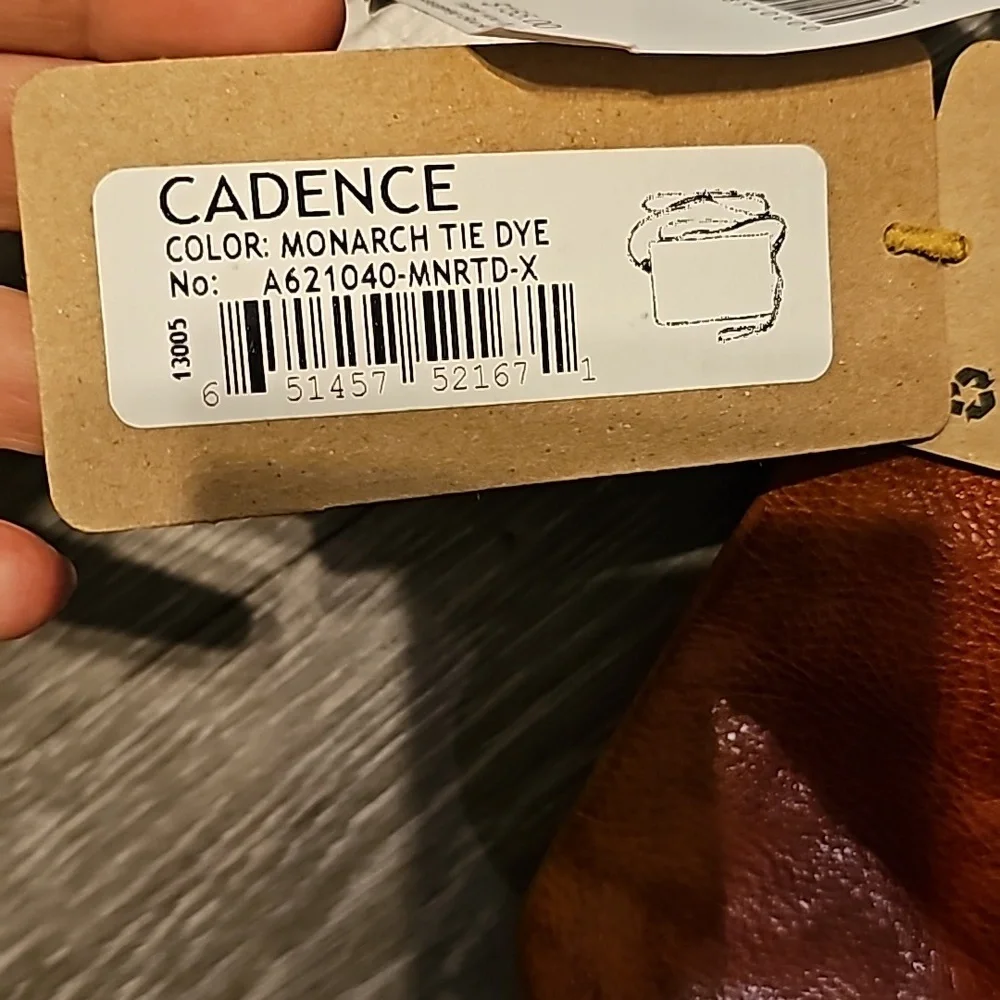 CADENCE
COLOR: MONARCH TIE DYE
No: A621040-MNRTD-X
13005
6 51457 52167 1